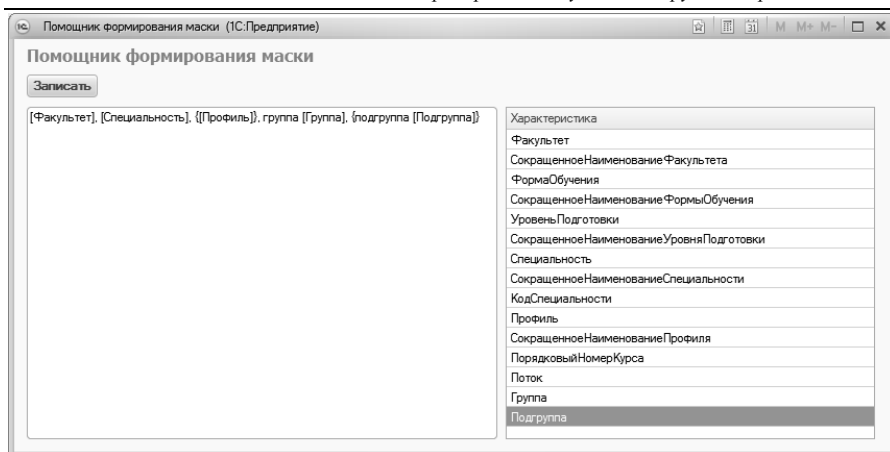 Помощник формирования маски (1С:Предприятие)
M M+ M-
Помощник формирования маски
Записать
[Факультет], [Специальность], {[Профиль]}, группа [Группа], {подгруппа [Подгруппа]}
Характеристика
Факультет
СокращенноеНаименованиеФакультета
ФормаОбучения
СокращенноеНаименованиеФормыОбучения
УровеньПодготовки
СокращенноеНаименованиеУровняПодготовки
Специальность
СокращенноеНаименованиеСпециальности
КодСпециальности
Профиль
СокращенноеНаименованиеПрофиля
ПорядковыйНомерКурса
Поток
Группа
Подгруппа